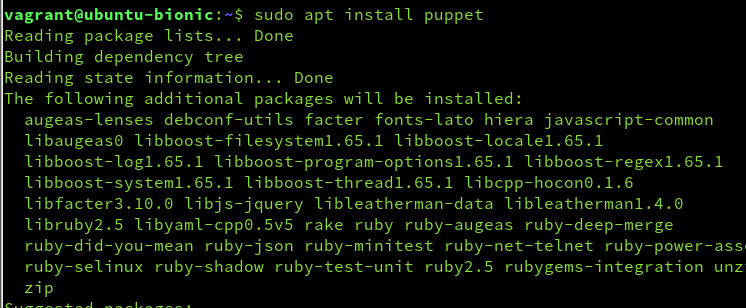 vagrant@ubuntu-bionic:~$ sudo apt install puppet
Reading package lists... Done
Building dependency tree
Reading state information... Done
The following additional packages will be installed:
augeas-lenses debconf-utils facter fonts-lato hiera javascript-common
libaugeas0 libboost-filesystem1.65.1 libboost-locale1.65.1
libboost-log1.65.1 libboost-program-options1.65.1 libboost-regex1.65.1
libboost-system1.65.1 libboost-thread1.65.1 libcpp-hocon0.1.6
libfacter3.10.0 libjs-jquery libleatherman-data libleatherman1.4.0
libruby2.5 libyaml-cpp0.5v5 rake ruby ruby-augeas ruby-deep-merge
ruby-did-you-mean ruby-json ruby-minitest ruby-net-telnet ruby-power-ass
ruby-selinux ruby-shadow ruby-test-unit ruby2.5 rubygems-integration unz
zip
Suggested packages: